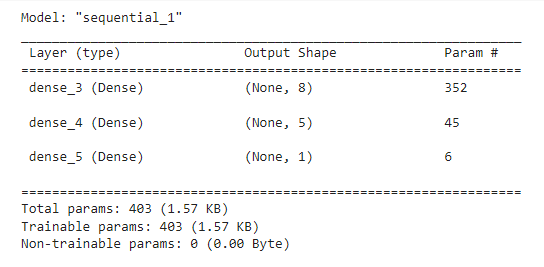 Model: "sequential_1"
_________________________________________________________________
Layer (type) Output Shape Param #
=================================================================
dense_3 (Dense) (None, 8) 352
dense_4 (Dense) (None, 5) 45
dense_5 (Dense) (None, 1) 6
=================================================================
Total params: 403 (1.57 KB)
Trainable params: 403 (1.57 KB)
Non-trainable params: 0 (0.00 Byte)